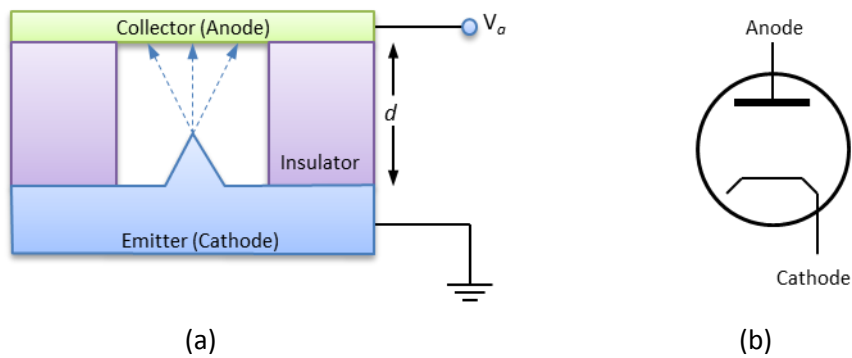 Collector (Anode)
Vₐ
d
Insulator
Emitter (Cathode)
(a)
Anode
Cathode
(b)